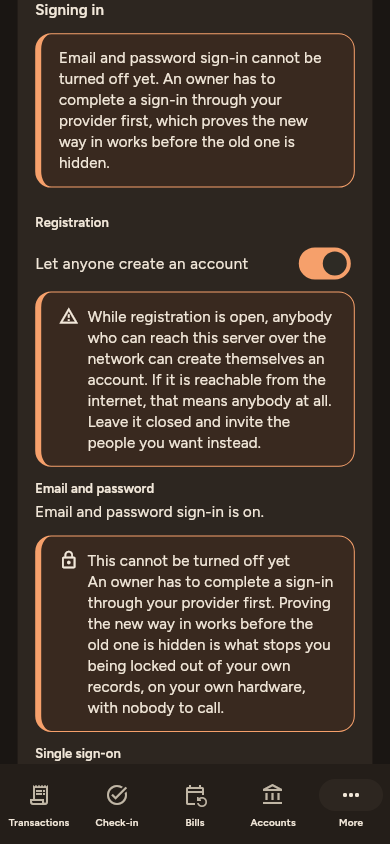 Signing in
Email and password sign-in cannot be
turned off yet. An owner has to
complete a sign-in through your
provider first, which proves the new
way in works before the old one is
hidden.
Registration
Let anyone create an account
While registration is open, anybody
who can reach this server over the
network can create themselves an
account. If it is reachable from the
internet, that means anybody at all.
Leave it closed and invite the
people you want instead.
Email and password
Email and password sign-in is on.
This cannot be turned off yet
An owner has to complete a sign-in
through your provider first. Proving
the new way in works before the
old one is hidden is what stops you
being locked out of your own
records, on your own hardware,
with nobody to call.
Single sign-on
Transactions
Check-in
Bills
Accounts
More